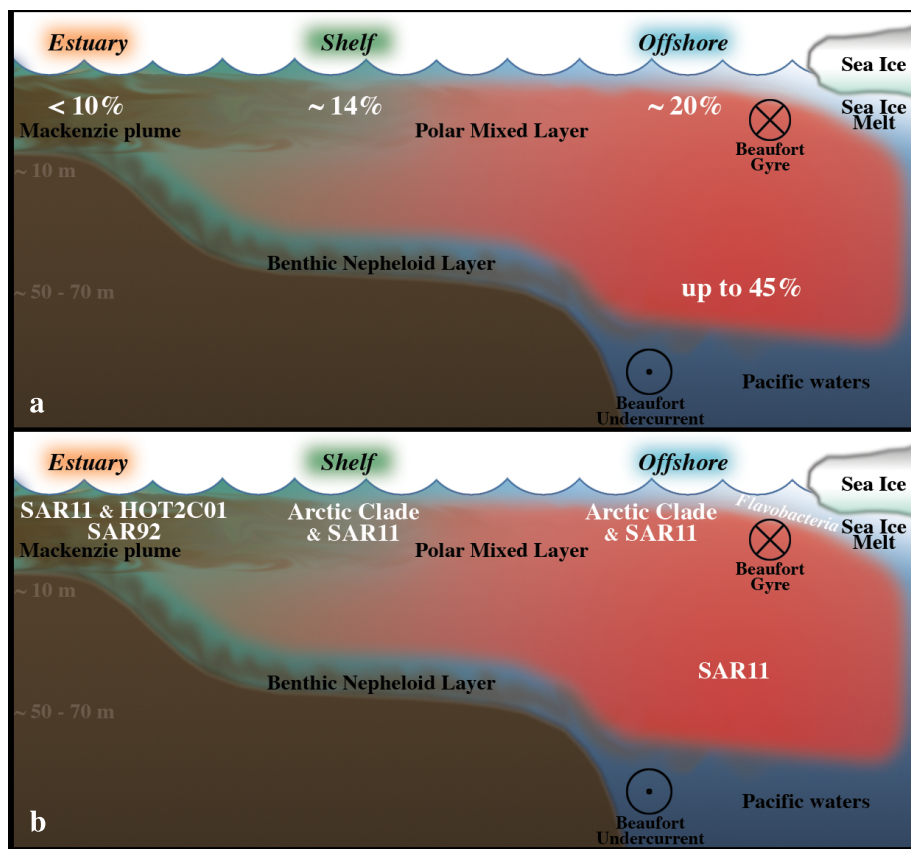 Estuary
Shelf
Offshore
Sea Ice
< 10%
~ 14%
~ 20%
Sea Ice
Melt
Mackenzie plume
Polar Mixed Layer
Beaufort
Gyre
~ 10 m
Benthic Nepheloid Layer
up to 45%
~ 50 - 70 m
Pacific waters
a
Beaufort
Undercurrent
Estuary
Shelf
Offshore
Sea Ice
SAR11 & HOT2C01
SAR92
Arctic Clade
& SAR11
Arctic Clade
& SAR11
Flavobacteria
Sea Ice
Melt
Mackenzie plume
Polar Mixed Layer
Beaufort
Gyre
~ 10 m
SAR11
Benthic Nepheloid Layer
~ 50 - 70 m
Pacific waters
b
Beaufort
Undercurrent